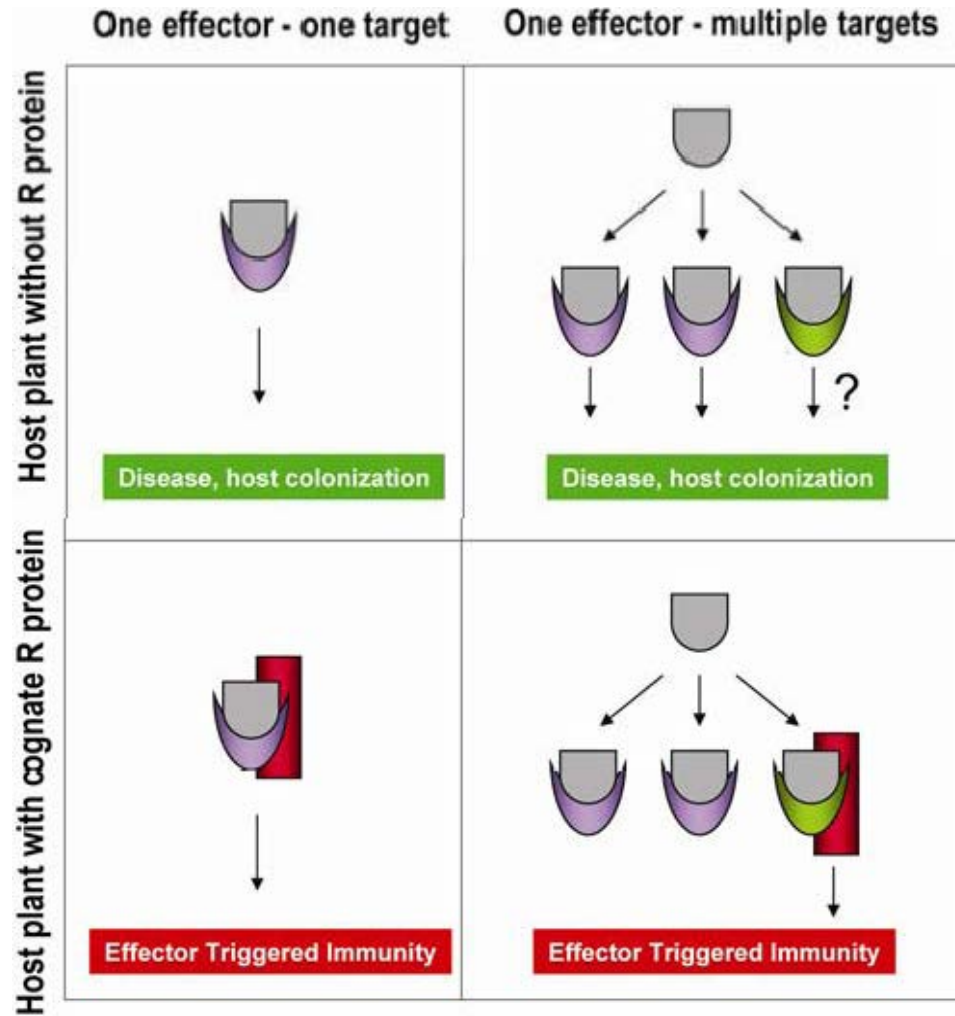 One effector - one target
One effector - multiple targets
Host plant without R protein
?
Disease, host colonization
Disease, host colonization
Host plant with cognate R protein
Effector Triggered Immunity
Effector Triggered Immunity